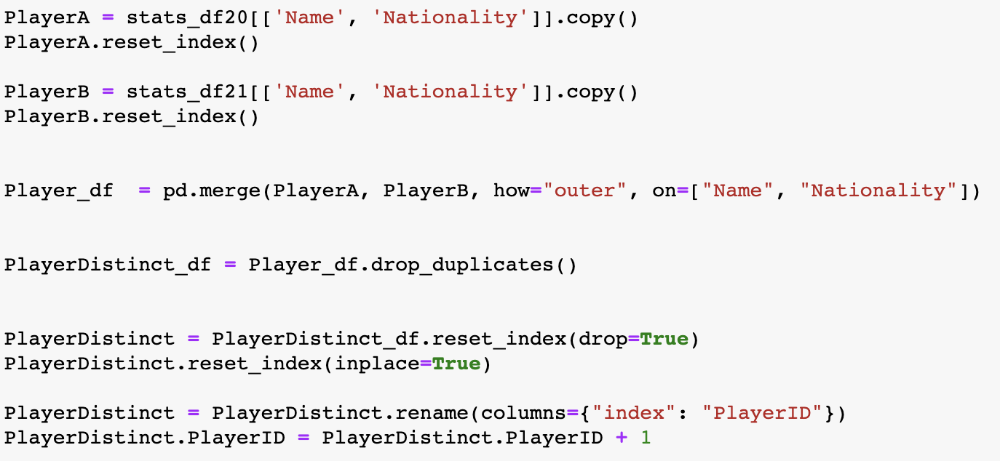 PlayerA = stats_df20[['Name', 'Nationality']].copy()
PlayerA.reset_index()
PlayerB = stats_df21[['Name', 'Nationality']].copy()
PlayerB.reset_index()
Player_df  = pd.merge(PlayerA, PlayerB, how="outer", on=["Name", "Nationality"])
PlayerDistinct_df = Player_df.drop_duplicates()
PlayerDistinct = PlayerDistinct_df.reset_index(drop=True)
PlayerDistinct.reset_index(inplace=True)
PlayerDistinct = PlayerDistinct.rename(columns={"index": "PlayerID"})
PlayerDistinct.PlayerID = PlayerDistinct.PlayerID + 1